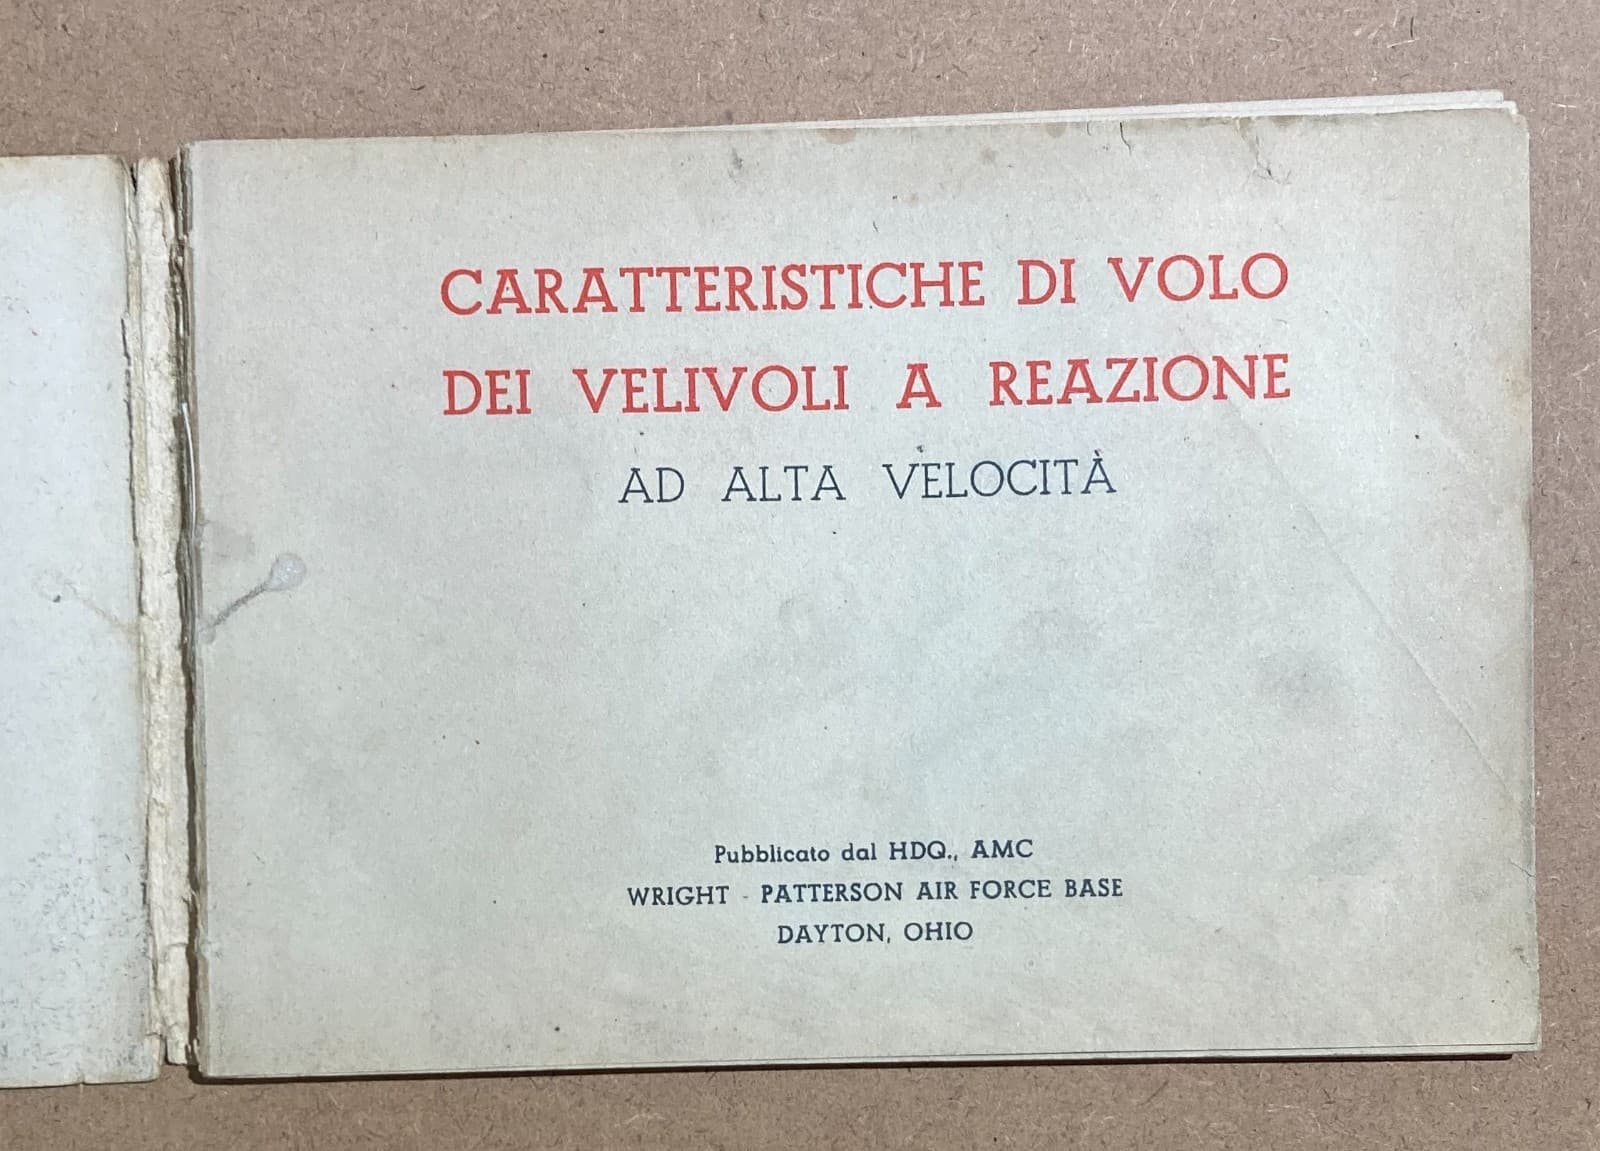 CARATTERISTICHE DI VOLO
DEI VELIVOLI A REAZIONE
AD ALTA VELOCITÀ
Pubblicato dal HDQ., AMC
WRIGHT - PATTERSON AIR FORCE BASE
DAYTON, OHIO